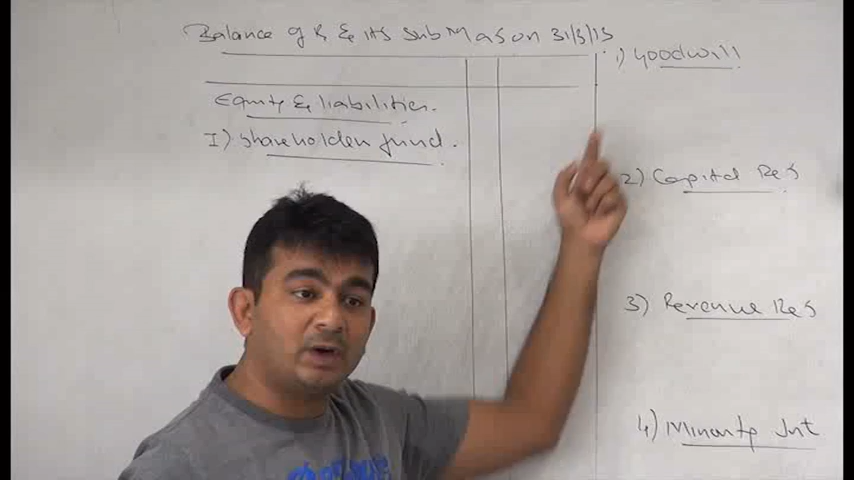 Balance of K & its sub M as on 31/3/13
Equity & liabilities.
I) Shareholder fund.
1) Goodwill
2) Capital Res
3) Revenue Res
4) Minority Int